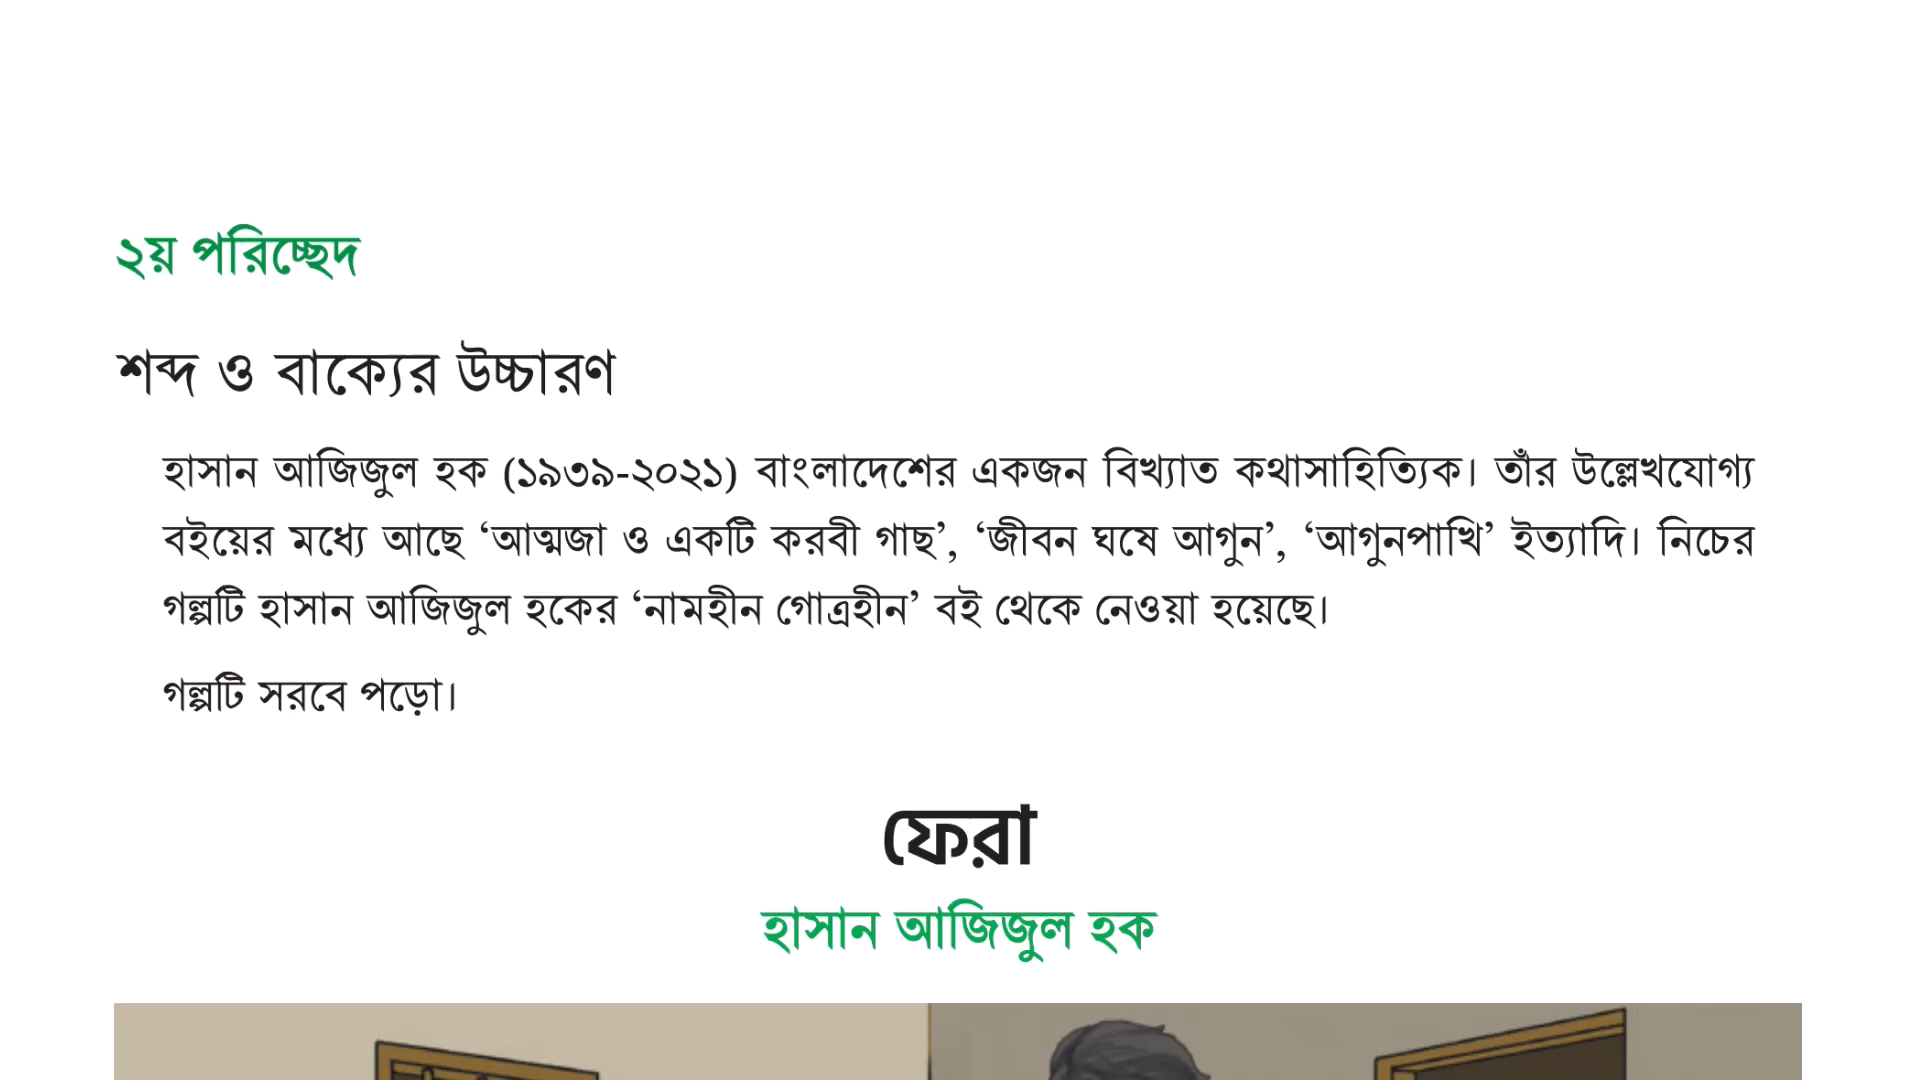 ২য় পরিচ্ছেদ
শব্দ ও বাক্যের উচ্চারণ
হাসান আজিজুল হক (১৯৩৯-২০২১) বাংলাদেশের একজন বিখ্যাত কথাসাহিত্যিক। তাঁর উল্লেখযোগ্য
বইয়ের মধ্যে আছে ‘আত্মজা ও একটি করবী গাছ’, ‘জীবন ঘষে আগুন’, ‘আগুনপাখি’ ইত্যাদি। নিচের
গল্পটি হাসান আজিজুল হকের ‘নামহীন গোত্রহীন’ বই থেকে নেওয়া হয়েছে।
গল্পটি সরবে পড়ো।
ফেরা
হাসান আজিজুল হক